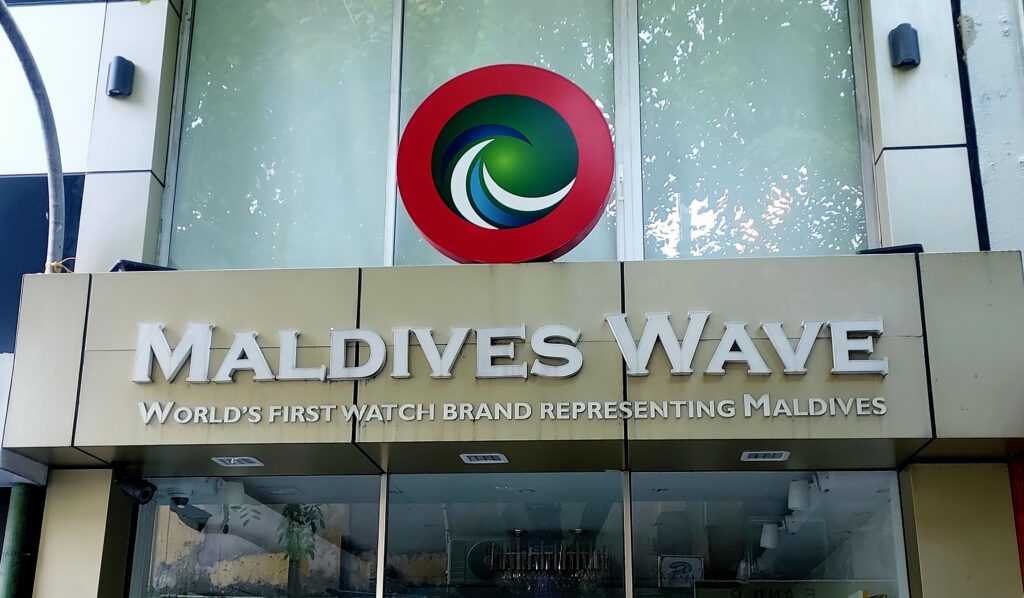 MALDIVES WAVE
WORLD'S FIRST WATCH BRAND REPRESENTING MALDIVES